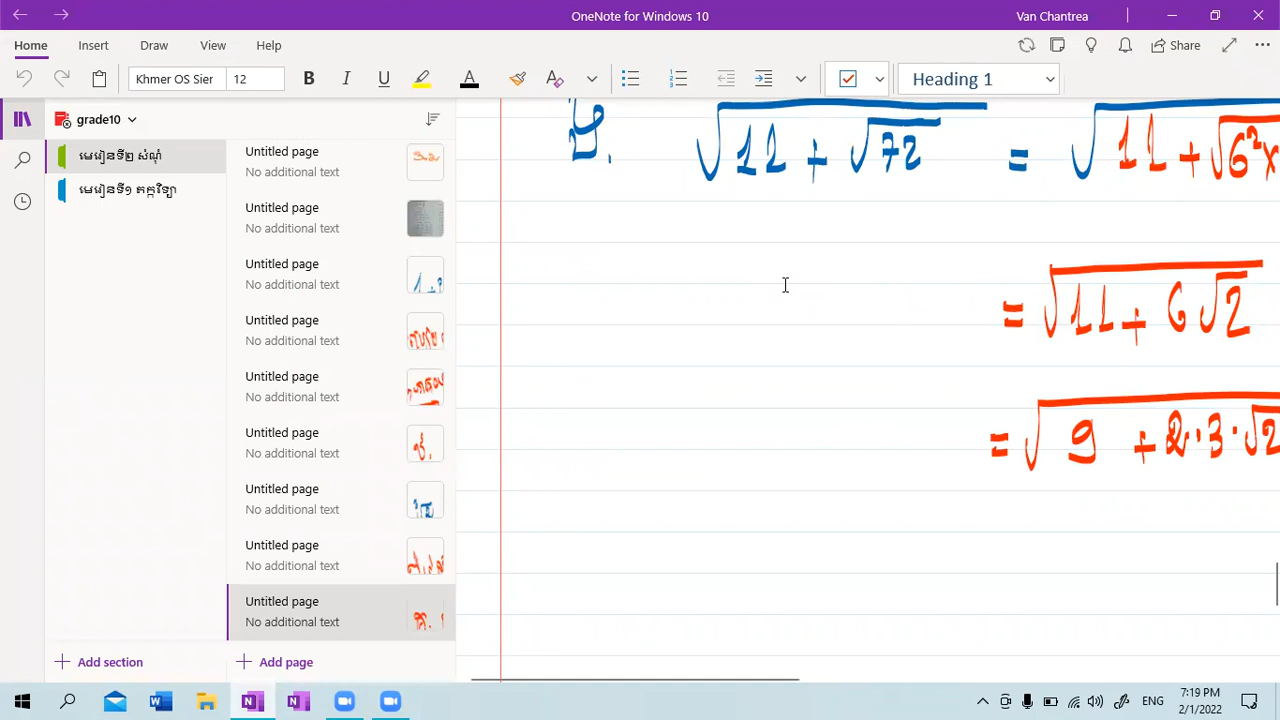 OneNote for Windows 10
Van Chantrea
Home Insert Draw View Help
Share
Khmer OS Sier 12
B I U A
Heading 1
grade10
មេរៀនទី២ សំណុំ
មេរៀនទី១ តក្កវិទ្យា
Untitled page
No additional text
Untitled page
No additional text
Untitled page
No additional text
Untitled page
No additional text
Untitled page
No additional text
Untitled page
No additional text
Untitled page
No additional text
Untitled page
No additional text
Untitled page
No additional text
Add section
Add page
√(11 + √72) = √(11 + √(6²x
= √(11 + 6√2)
= √(9 + 2·3·√2
ENG
7:19 PM
2/1/2022